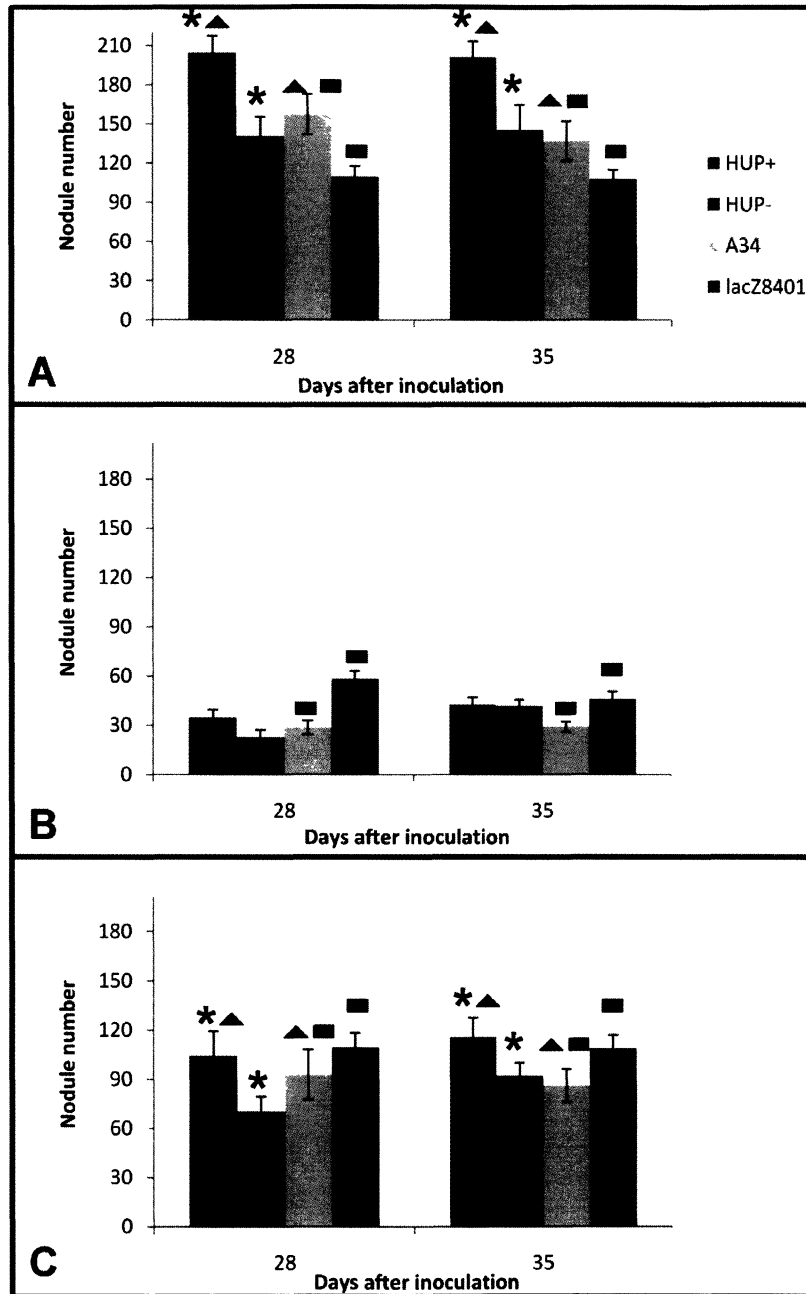 210
180
150
120
90
60
30
0
Nodule number
HUP+
HUP-
A34
lacZ8401
28
35
Days after inoculation
A
180
150
120
90
60
30
0
Nodule number
28
35
Days after inoculation
B
180
150
120
90
60
30
0
Nodule number
28
35
Days after inoculation
C